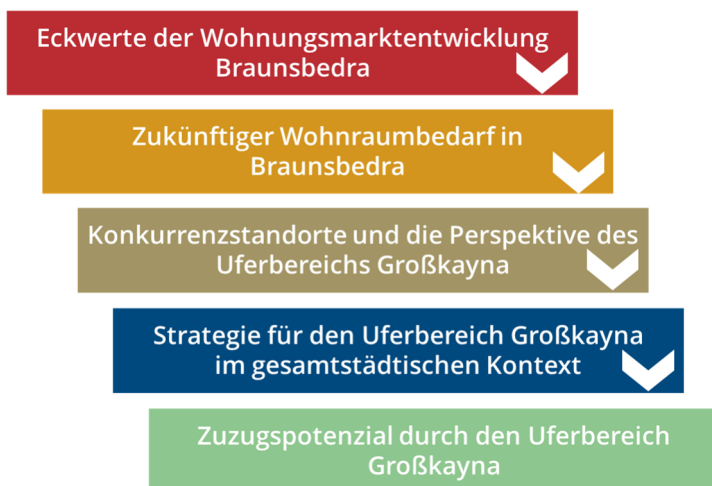 Eckwerte der Wohnungsmarktentwicklung
Braunsbedra
Zukünftiger Wohnraumbedarf in
Braunsbedra
Konkurrenzstandorte und die Perspektive des
Uferbereichs Großkayna
Strategie für den Uferbereich Großkayna
im gesamtstädtischen Kontext
Zuzugspotenzial durch den Uferbereich
Großkayna